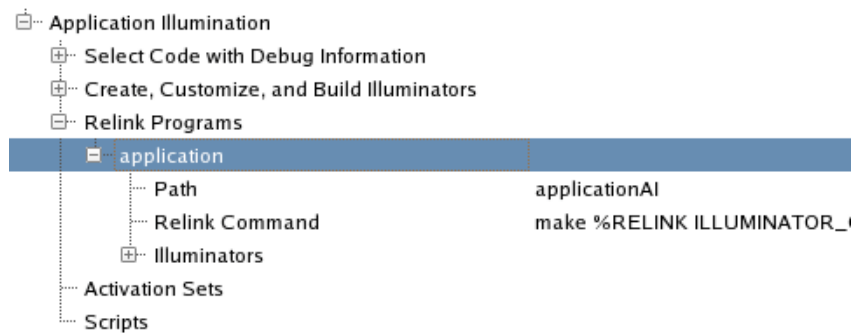 Application Illumination
Select Code with Debug Information
Create, Customize, and Build Illuminators
Relink Programs
application
Path applicationAI
Relink Command make %RELINK ILLUMINATOR_
Illuminators
Activation Sets
Scripts